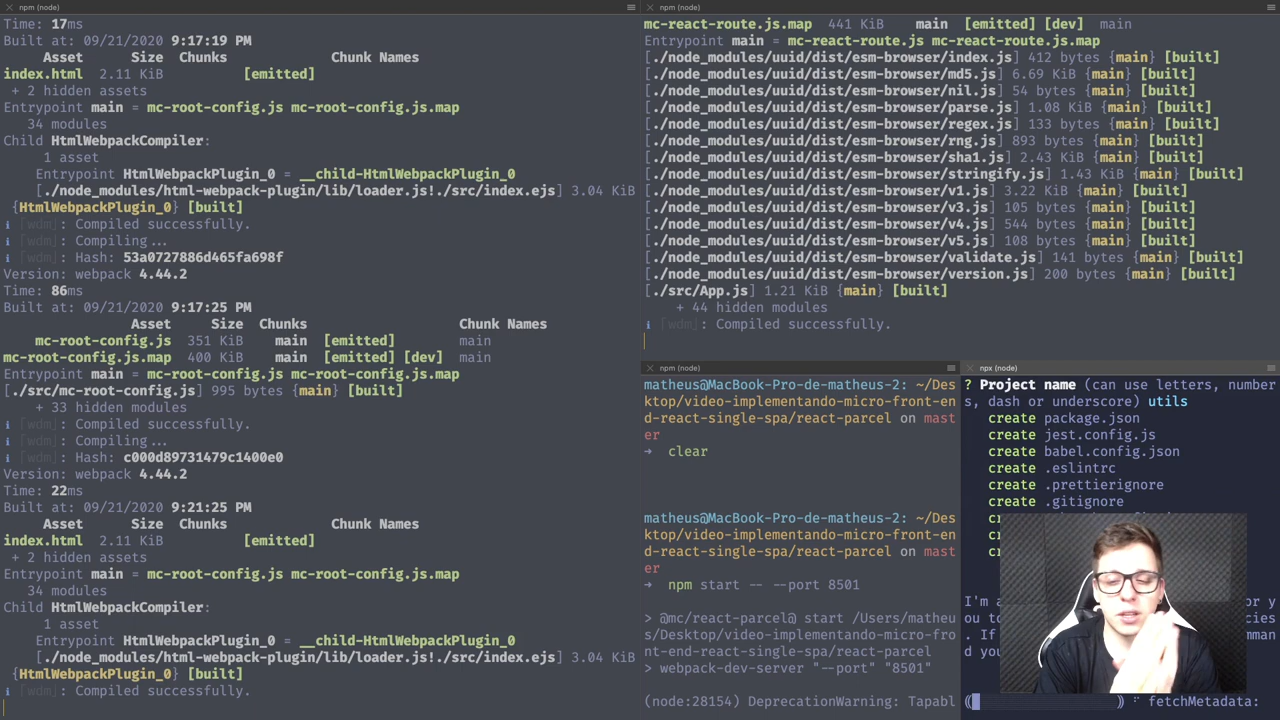 npm (node)
Time: 17ms
Built at: 09/21/2020 9:17:19 PM
Asset Size Chunks Chunk Names
index.html 2.11 KiB [emitted]
+ 2 hidden assets
Entrypoint main = mc-root-config.js mc-root-config.js.map
34 modules
Child HtmlWebpackCompiler:
1 asset
Entrypoint HtmlWebpackPlugin_0 = __child-HtmlWebpackPlugin_0
[./node_modules/html-webpack-plugin/lib/loader.js!./src/index.ejs] 3.04 KiB
{HtmlWebpackPlugin_0} [built]
ℹ ｢wdm｣: Compiled successfully.
ℹ ｢wdm｣: Compiling...
ℹ ｢wdm｣: Hash: 53a0727886d465fa698f
Version: webpack 4.44.2
Time: 86ms
Built at: 09/21/2020 9:17:25 PM
Asset Size Chunks Chunk Names
mc-root-config.js 351 KiB main [emitted] main
mc-root-config.js.map 400 KiB main [emitted] [dev] main
Entrypoint main = mc-root-config.js mc-root-config.js.map
[./src/mc-root-config.js] 995 bytes {main} [built]
+ 33 hidden modules
ℹ ｢wdm｣: Compiled successfully.
ℹ ｢wdm｣: Compiling...
ℹ ｢wdm｣: Hash: c000d89731479c1400e0
Version: webpack 4.44.2
Time: 22ms
Built at: 09/21/2020 9:21:25 PM
Asset Size Chunks Chunk Names
index.html 2.11 KiB [emitted]
+ 2 hidden assets
Entrypoint main = mc-root-config.js mc-root-config.js.map
34 modules
Child HtmlWebpackCompiler:
1 asset
Entrypoint HtmlWebpackPlugin_0 = __child-HtmlWebpackPlugin_0
[./node_modules/html-webpack-plugin/lib/loader.js!./src/index.ejs] 3.04 KiB
{HtmlWebpackPlugin_0} [built]
ℹ ｢wdm｣: Compiled successfully.
npm (node)
mc-react-route.js.map 441 KiB main [emitted] [dev] main
Entrypoint main = mc-react-route.js mc-react-route.js.map
[./node_modules/uuid/dist/esm-browser/index.js] 412 bytes {main} [built]
[./node_modules/uuid/dist/esm-browser/md5.js] 6.69 KiB {main} [built]
[./node_modules/uuid/dist/esm-browser/nil.js] 54 bytes {main} [built]
[./node_modules/uuid/dist/esm-browser/parse.js] 1.08 KiB {main} [built]
[./node_modules/uuid/dist/esm-browser/regex.js] 133 bytes {main} [built]
[./node_modules/uuid/dist/esm-browser/rng.js] 893 bytes {main} [built]
[./node_modules/uuid/dist/esm-browser/sha1.js] 2.43 KiB {main} [built]
[./node_modules/uuid/dist/esm-browser/stringify.js] 1.43 KiB {main} [built]
[./node_modules/uuid/dist/esm-browser/v1.js] 3.22 KiB {main} [built]
[./node_modules/uuid/dist/esm-browser/v3.js] 105 bytes {main} [built]
[./node_modules/uuid/dist/esm-browser/v4.js] 544 bytes {main} [built]
[./node_modules/uuid/dist/esm-browser/v5.js] 108 bytes {main} [built]
[./node_modules/uuid/dist/esm-browser/validate.js] 141 bytes {main} [built]
[./node_modules/uuid/dist/esm-browser/version.js] 200 bytes {main} [built]
[./src/App.js] 1.21 KiB {main} [built]
+ 44 hidden modules
ℹ ｢wdm｣: Compiled successfully.
npm (node)
matheus@MacBook-Pro-de-matheus-2: ~/Des
ktop/video-implementando-micro-front-en
d-react-single-spa/react-parcel on mast
er
➜ clear
matheus@MacBook-Pro-de-matheus-2: ~/Des
ktop/video-implementando-micro-front-en
d-react-single-spa/react-parcel on mast
er
➜ npm start -- --port 8501
> @mc/react-parcel@ start /Users/matheu
s/Desktop/video-implementando-micro-fro
nt-end-react-single-spa/react-parcel
> webpack-dev-server "--port" "8501"
(node:28154) DeprecationWarning: Tapabl
npx (node)
? Project name (can use letters, number
s, dash or underscore) utils
create package.json
create jest.config.js
create babel.config.json
create .eslintrc
create .prettierignore
create .gitignore
cr
cr
cr
I'm a or y
ou to cies
. If mman
d you
fetchMetadata: